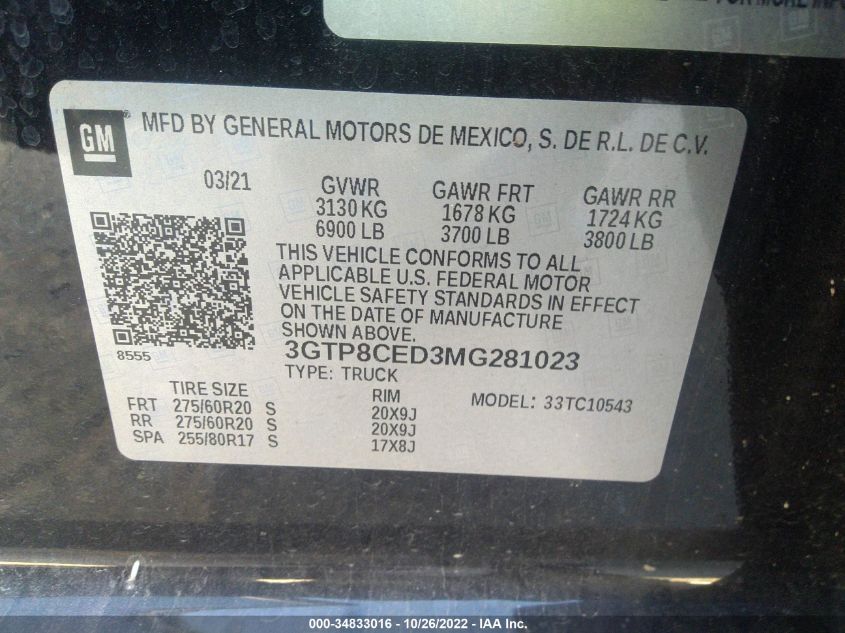 FOR MORE INFO
GM
MFD BY GENERAL MOTORS DE MEXICO, S. DE R.L. DE C.V.
03/21 GVWR GAWR FRT GAWR RR
3130 KG 1678 KG 1724 KG
6900 LB 3700 LB 3800 LB
THIS VEHICLE CONFORMS TO ALL
APPLICABLE U.S. FEDERAL MOTOR
VEHICLE SAFETY STANDARDS IN EFFECT
ON THE DATE OF MANUFACTURE
SHOWN ABOVE.
8555
3GTP8CED3MG281023
TYPE: TRUCK
TIRE SIZE RIM MODEL: 33TC10543
FRT 275/60R20 S 20X9J
RR 275/60R20 S 20X9J
SPA 255/80R17 S 17X8J
000-34833016 - 10/26/2022 - IAA Inc.